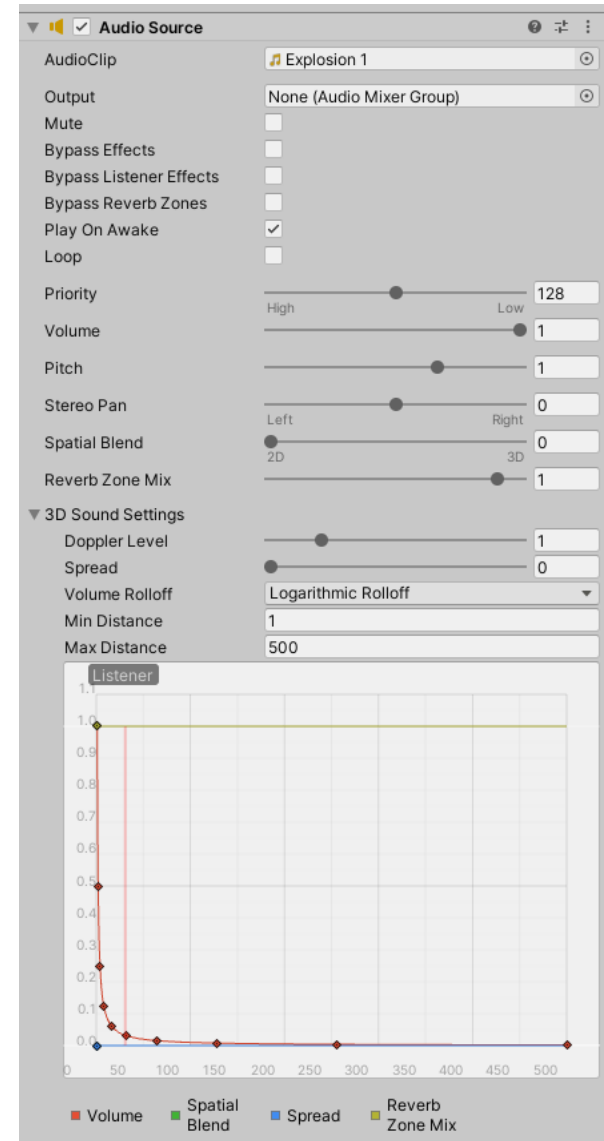 Audio Source
AudioClip Explosion 1
Output None (Audio Mixer Group)
Mute
Bypass Effects
Bypass Listener Effects
Bypass Reverb Zones
Play On Awake
Loop
Priority 128
High Low
Volume 1
Pitch 1
Stereo Pan 0
Left Right
Spatial Blend 0
2D 3D
Reverb Zone Mix 1
3D Sound Settings
Doppler Level 1
Spread 0
Volume Rolloff Logarithmic Rolloff
Min Distance 1
Max Distance 500
Listener
1.1
1.0
0.9
0.8
0.7
0.6
0.5
0.4
0.3
0.2
0.1
0.0
0 50 100 150 200 250 300 350 400 450 500
Volume Spatial Blend Spread Reverb Zone Mix